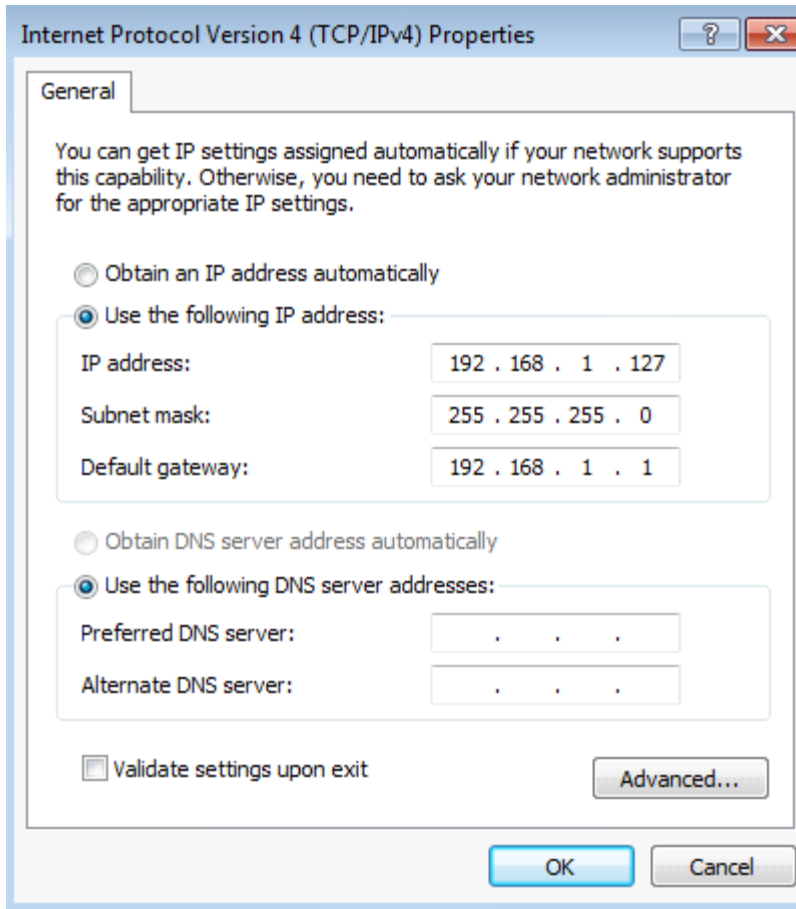 Internet Protocol Version 4 (TCP/IPv4) Properties
General
You can get IP settings assigned automatically if your network supports
this capability. Otherwise, you need to ask your network administrator
for the appropriate IP settings.
Obtain an IP address automatically
Use the following IP address:
IP address: 192 . 168 . 1 . 127
Subnet mask: 255 . 255 . 255 . 0
Default gateway: 192 . 168 . 1 . 1
Obtain DNS server address automatically
Use the following DNS server addresses:
Preferred DNS server: . . .
Alternate DNS server: . . .
Validate settings upon exit
Advanced...
OK Cancel